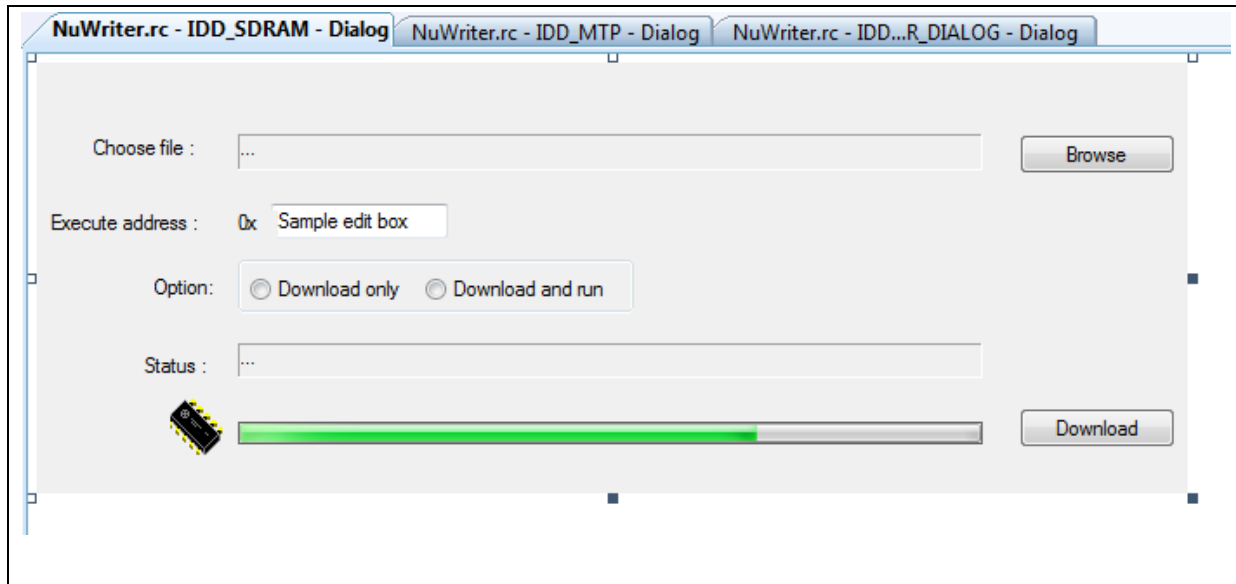 NuWriter.rc - IDD_SDRAM - Dialog NuWriter.rc - IDD_MTP - Dialog NuWriter.rc - IDD...R_DIALOG - Dialog
Choose file : ... Browse
Execute address : 0x Sample edit box
Option: Download only Download and run
Status : ...
Download